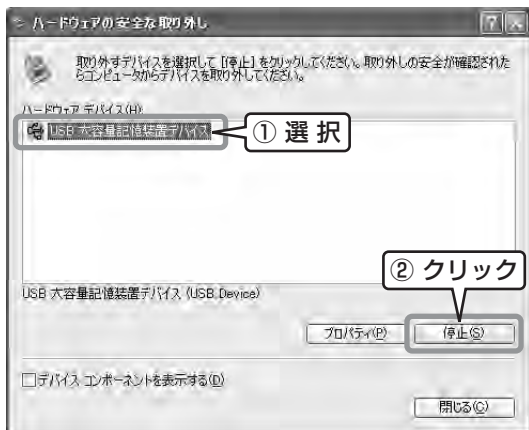 ハードウェアの安全な取り外し
取り外すデバイスを選択して [停止] をクリックしてください。取り外しの安全が確認された
らコンピュータからデバイスを取り外してください。
ハードウェア デバイス(H)
USB 大容量記憶装置デバイス
① 選 択
② クリック
USB 大容量記憶装置デバイス (USB Device)
プロパティ(P)
停止(S)
デバイス コンポーネントを表示する(D)
閉じる(C)